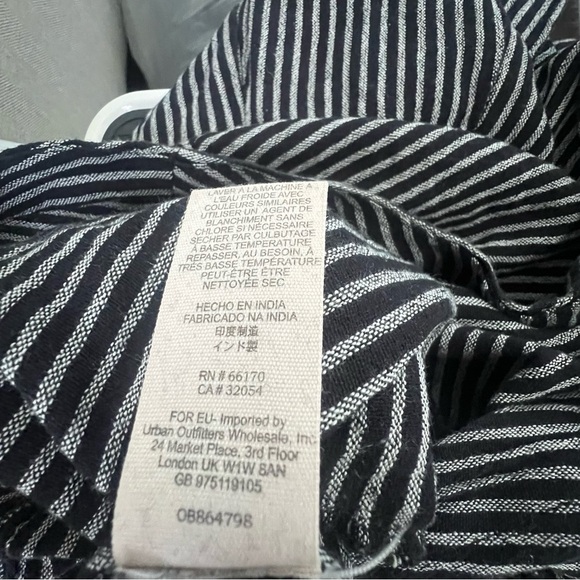 LAVER À LA MACHINE À
L'EAU FROIDE AVEC
COULEURS SIMILAIRES
UTILISER UN AGENT DE
BLANCHIMENT SANS
CHLORE SI NÉCESSAIRE
SÉCHER PAR CULBUTAGE
À BASSE TEMPÉRATURE
REPASSER, AU BESOIN, À
TRÈS BASSE TEMPÉRATURE
PEUT-ÊTRE ÊTRE
NETTOYÉE SEC
HECHO EN INDIA
FABRICADO NA INDIA
印度制造
インド製
RN # 66170
CA # 32054
FOR EU- Imported by
Urban Outfitters Wholesale, Inc.
24 Market Place, 3rd Floor
London UK W1W 8AN
GB 975119105
OB864798